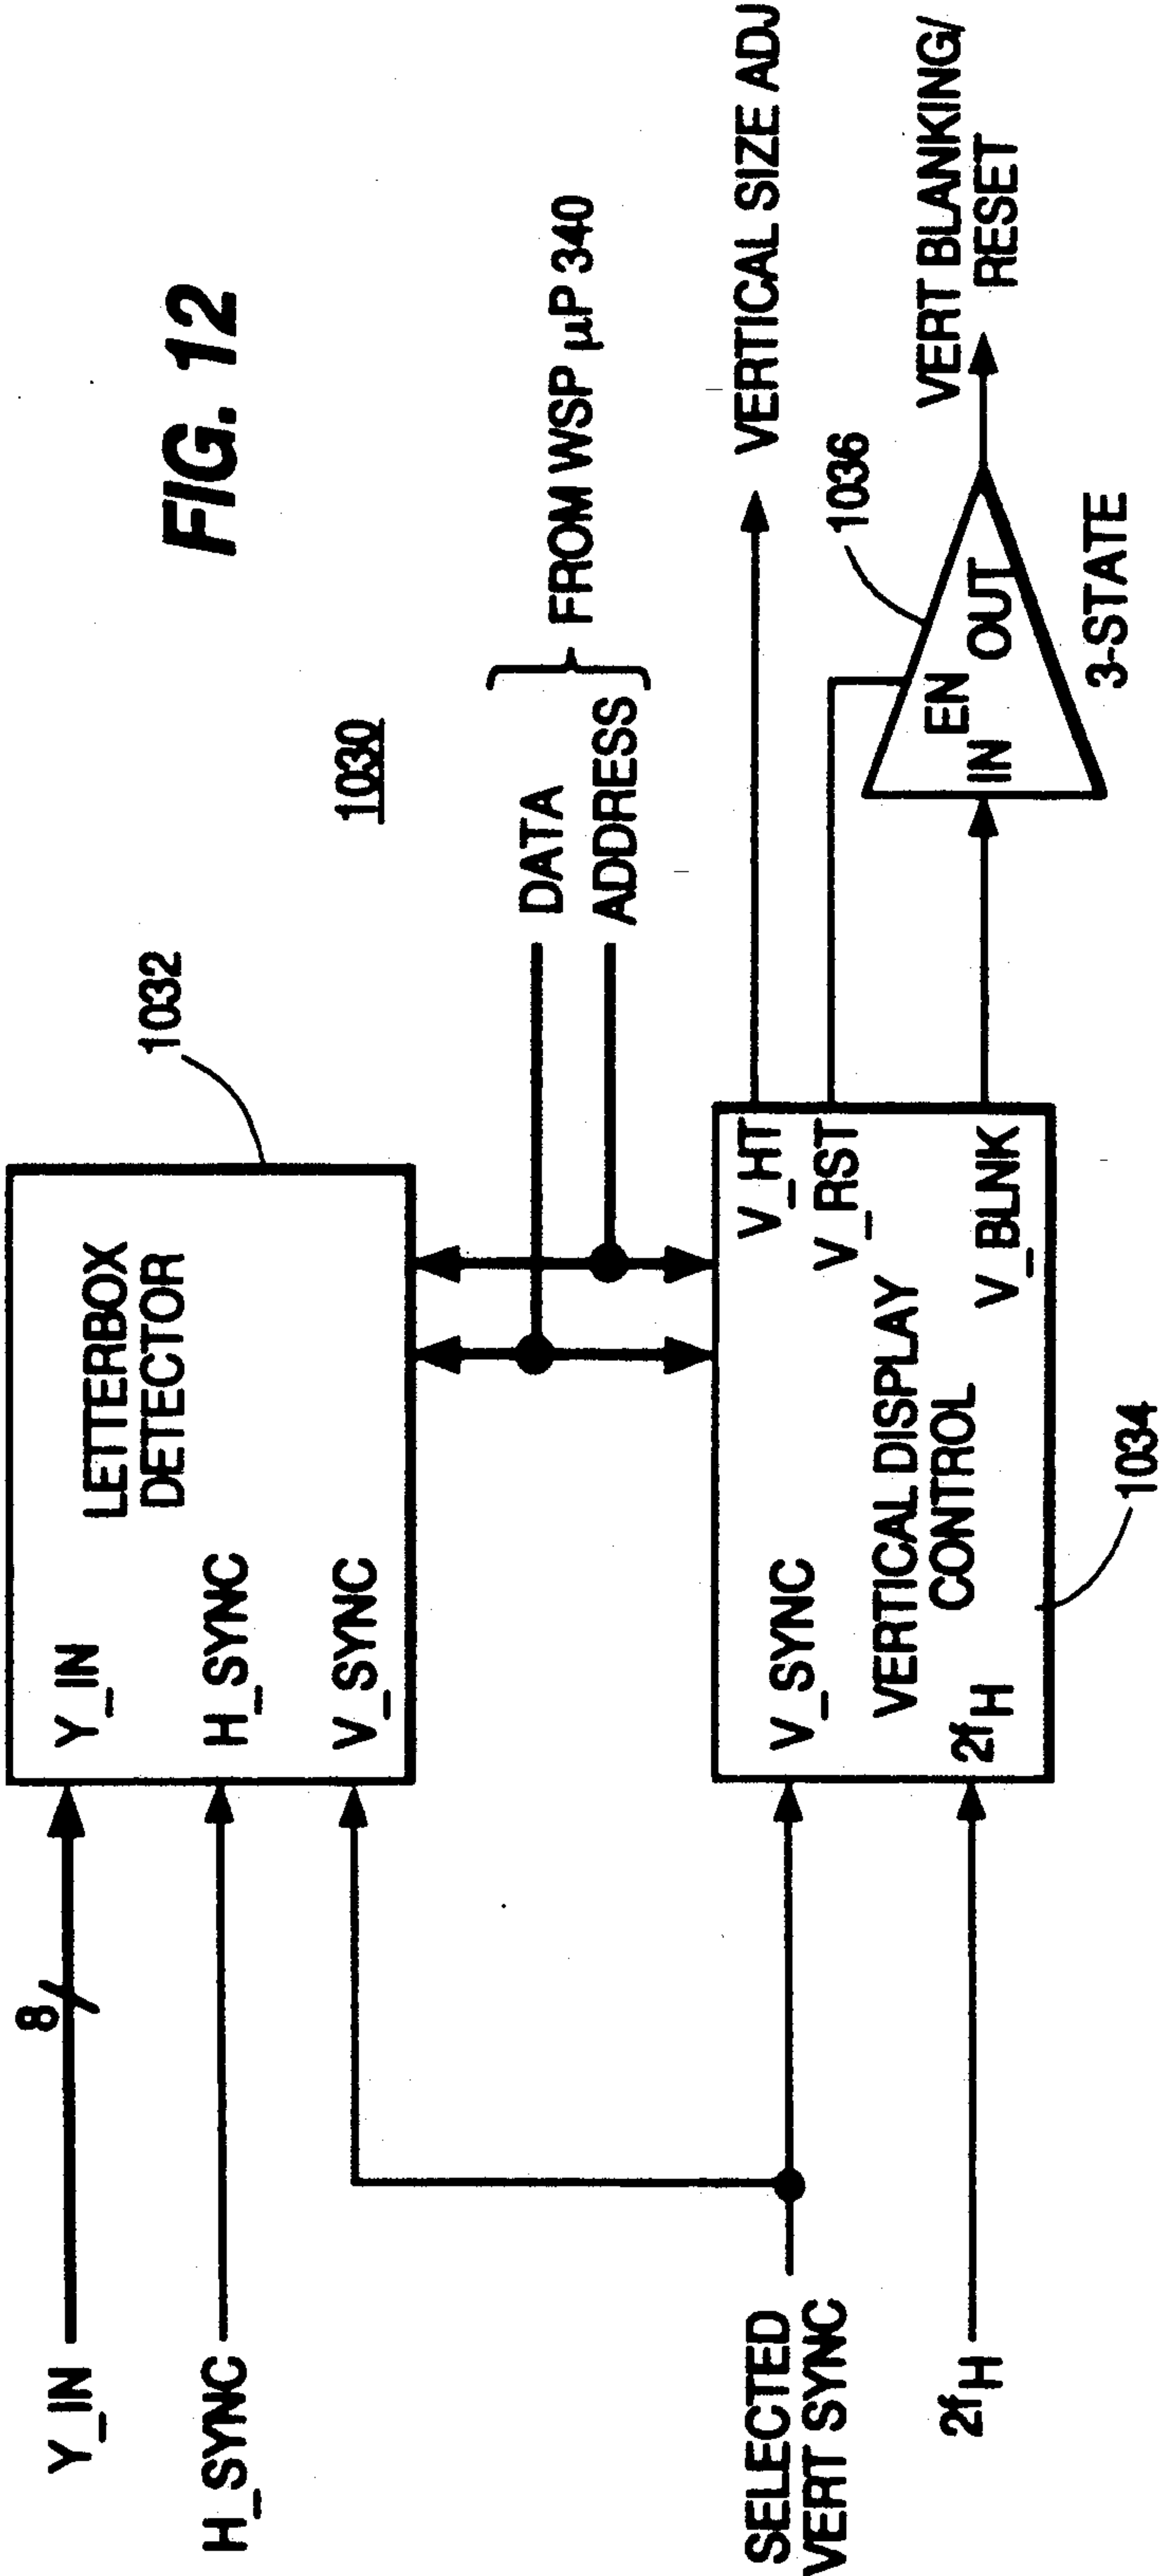 FIG. 12
1030
Y_IN
8
Y_IN
H_SYNC
H_SYNC
V_SYNC
LETTERBOX
DETECTOR
1032
DATA
ADDRESS
FROM WSP µP 340
SELECTED
VERT SYNC
V_SYNC
2fH
2fH
VERTICAL DISPLAY
CONTROL
1034
V_HT
V_RST
V_BLNK
VERTICAL SIZE ADJ
1036
EN
IN
OUT
3-STATE
VERT BLANKING/
RESET